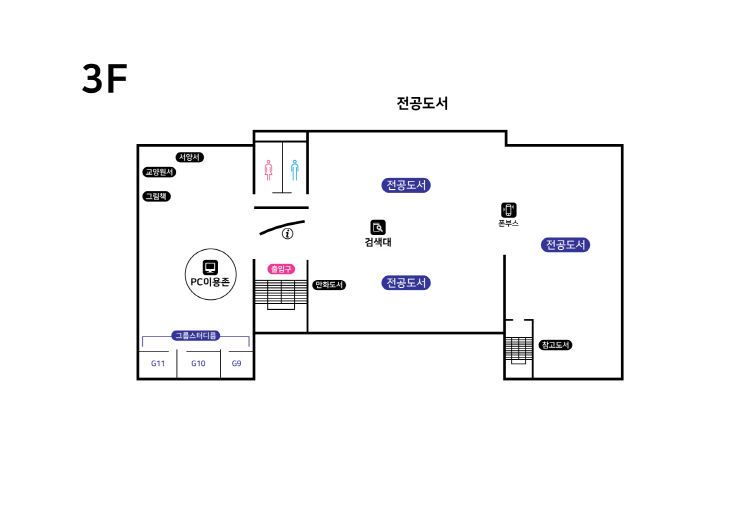 3F
전공도서
서양서
교양원서
그림책
전공도서
폰부스
검색대
전공도서
출입구
PC이용존
만화도서
전공도서
그룹스터디룸
G11
G10
G9
참고도서